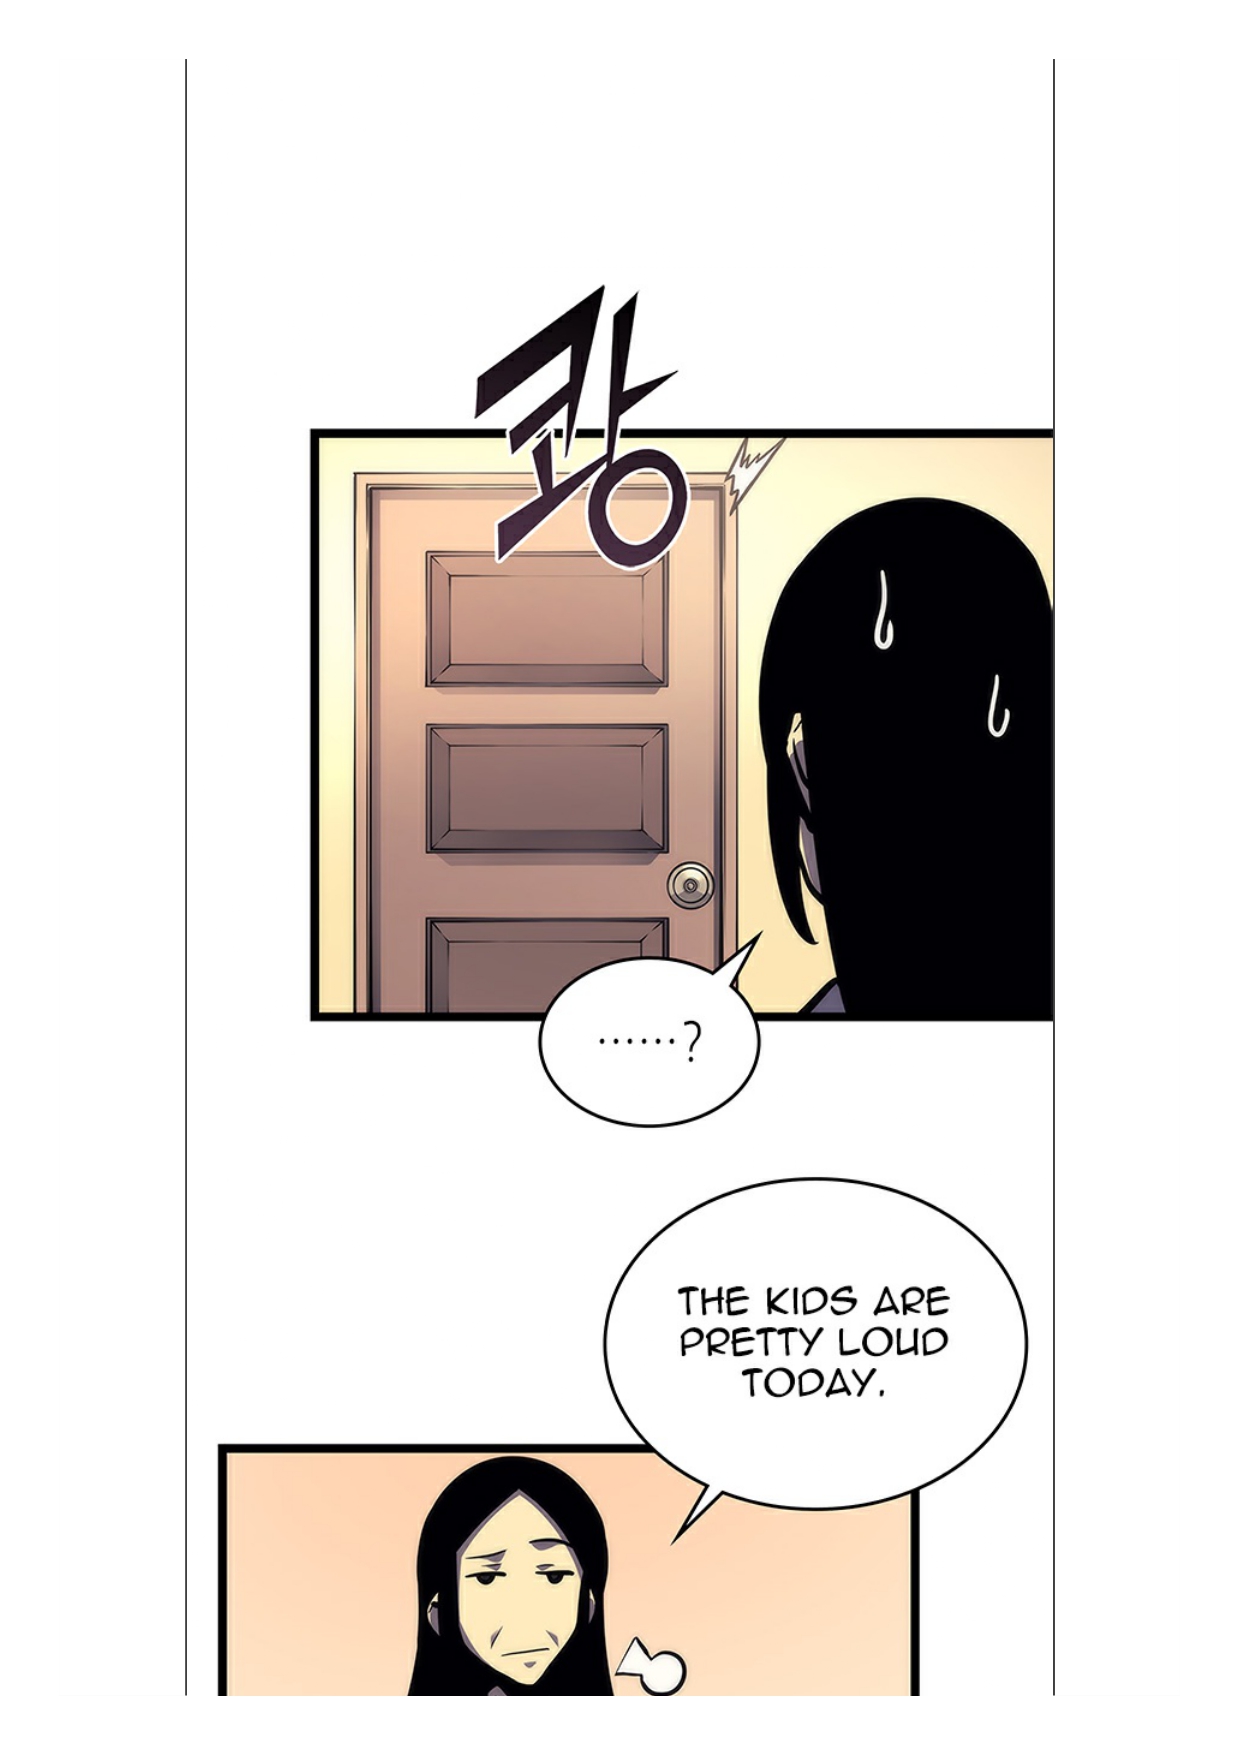 쾅
……?
THE KIDS ARE
PRETTY LOUD
TODAY.